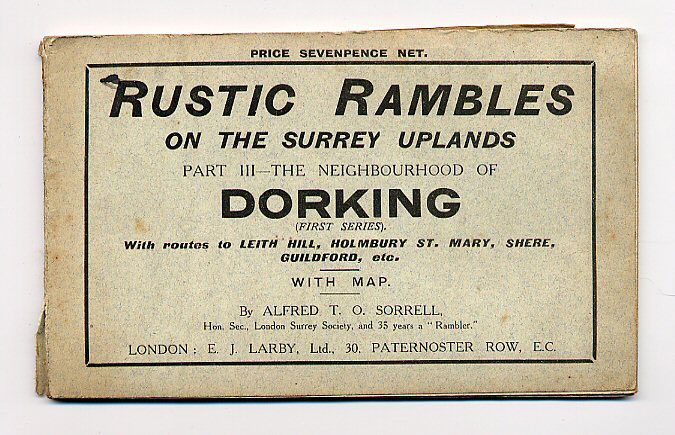 PRICE SEVENPENCE NET.
RUSTIC RAMBLES
ON THE SURREY UPLANDS
PART III—THE NEIGHBOURHOOD OF
DORKING
(FIRST SERIES).
With routes to LEITH HILL, HOLMBURY ST. MARY, SHERE,
GUILDFORD, etc.
WITH MAP.
By ALFRED T. O. SORRELL,
Hon. Sec., London Surrey Society, and 35 years a "Rambler."
LONDON: E. J. LARBY, Ltd., 30, PATERNOSTER ROW, E.C.